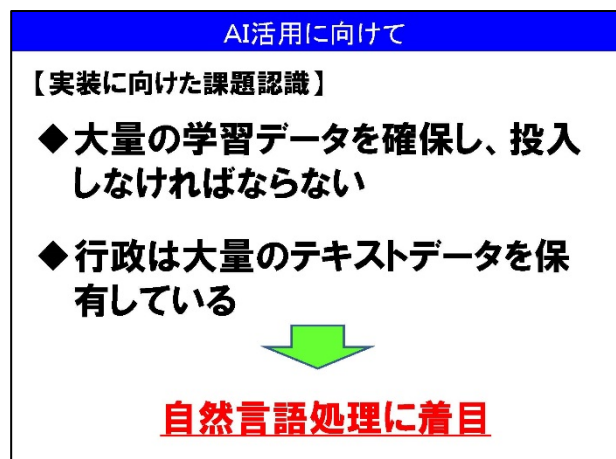 AI活用に向けて
【実装に向けた課題認識】
◆大量の学習データを確保し、投入
しなければならない
◆行政は大量のテキストデータを保
有している
自然言語処理に着目